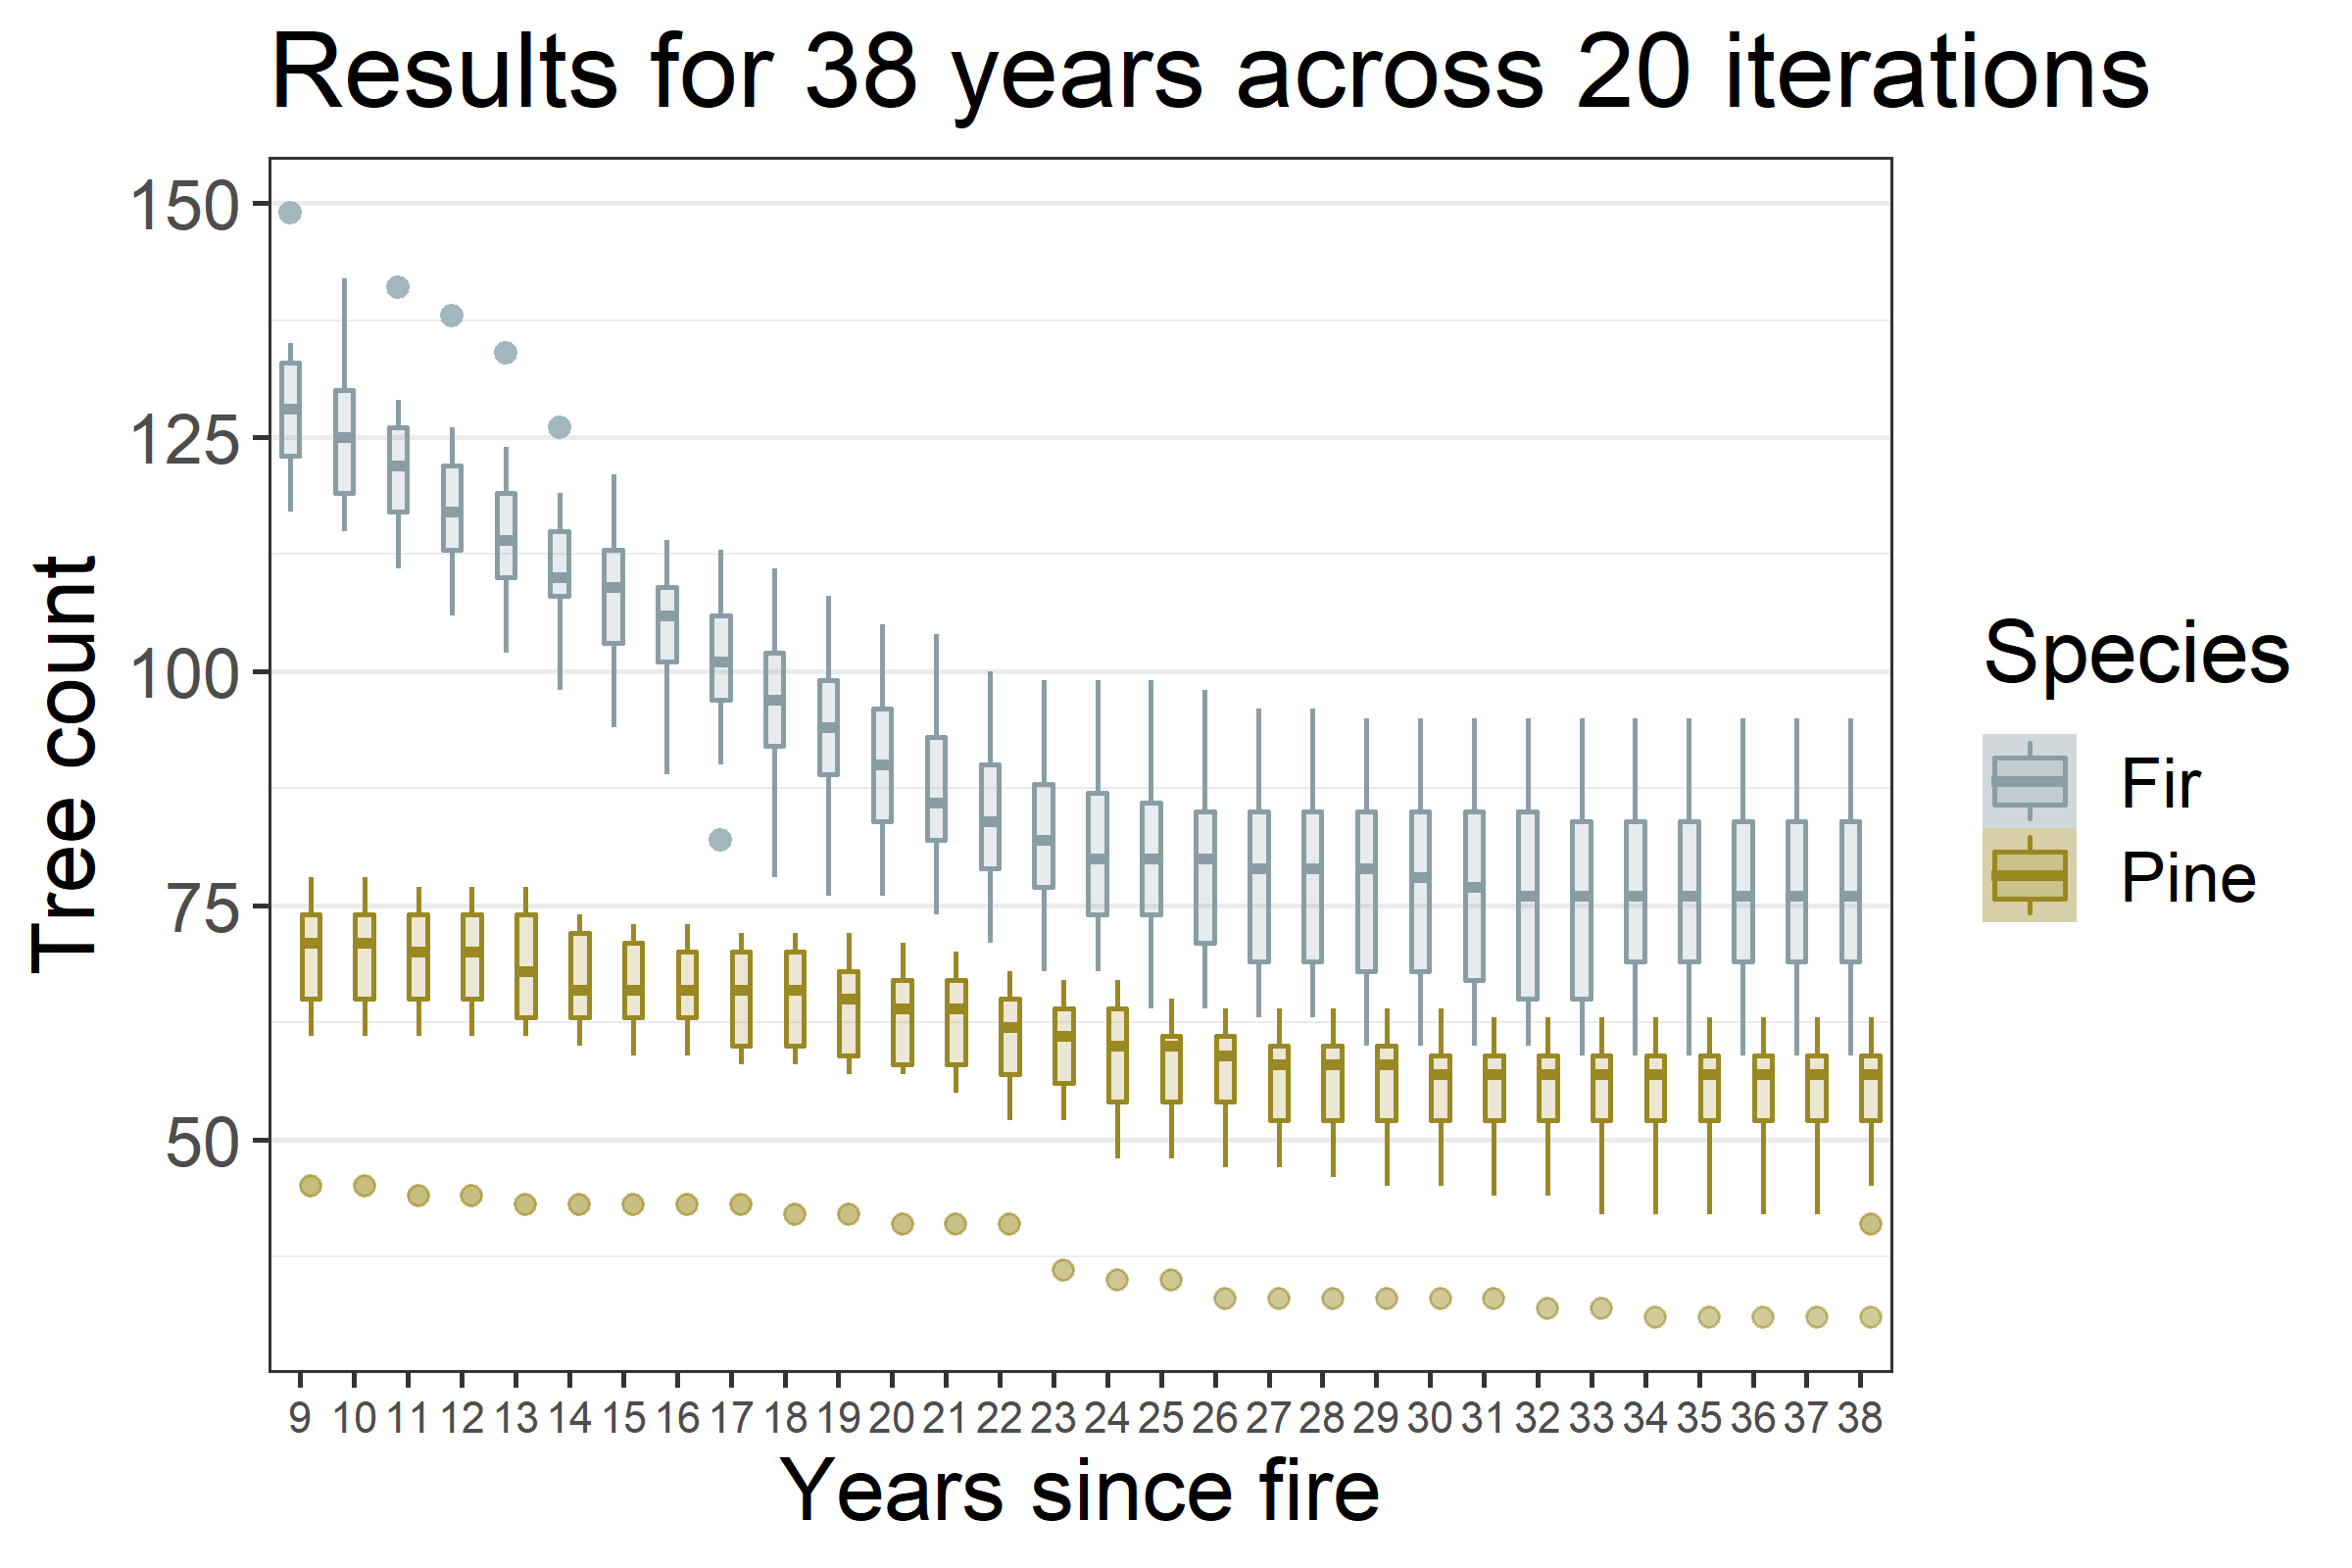 Results for 38 years across 20 iterations
150
125
100
75
50
Tree count
9 10 11 12 13 14 15 16 17 18 19 20 21 22 23 24 25 26 27 28 29 30 31 32 33 34 35 36 37 38
Years since fire
Species
Fir
Pine